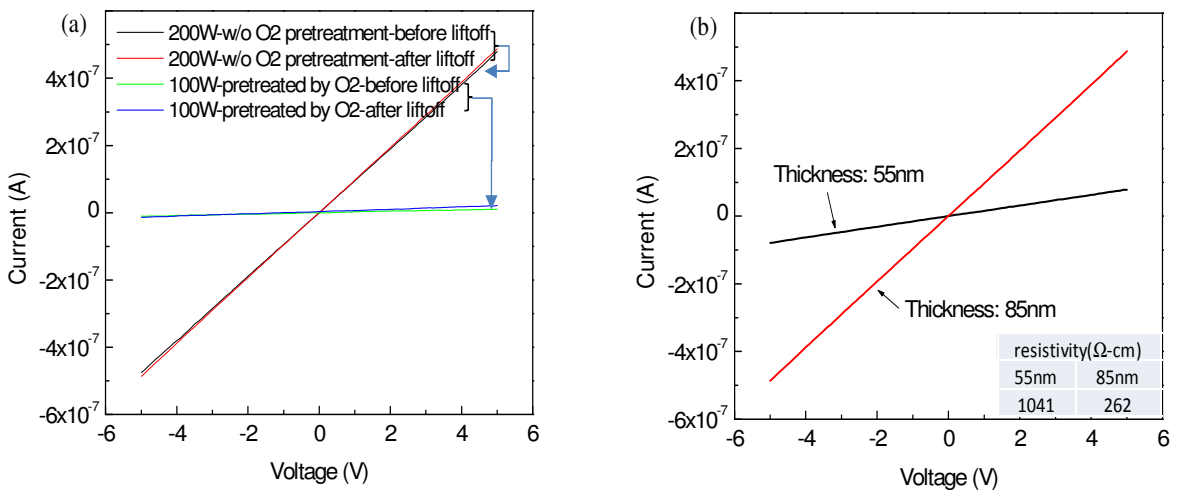 (a)
200W-w/o O2 pretreatment-before liftoff
200W-w/o O2 pretreatment-after liftoff
100W-pretreated by O2-before liftoff
100W-pretreated by O2-after liftoff
4x10-7
2x10-7
0
-2x10-7
-4x10-7
-6x10-7
Current (A)
-6 -4 -2 0 2 4 6
Voltage (V)
(b)
6x10-7
4x10-7
2x10-7
0
-2x10-7
-4x10-7
-6x10-7
Current (A)
Thickness: 55nm
Thickness: 85nm
resistivity(Ω-cm)
55nm 85nm
1041 262
-6 -4 -2 0 2 4 6
Voltage (V)